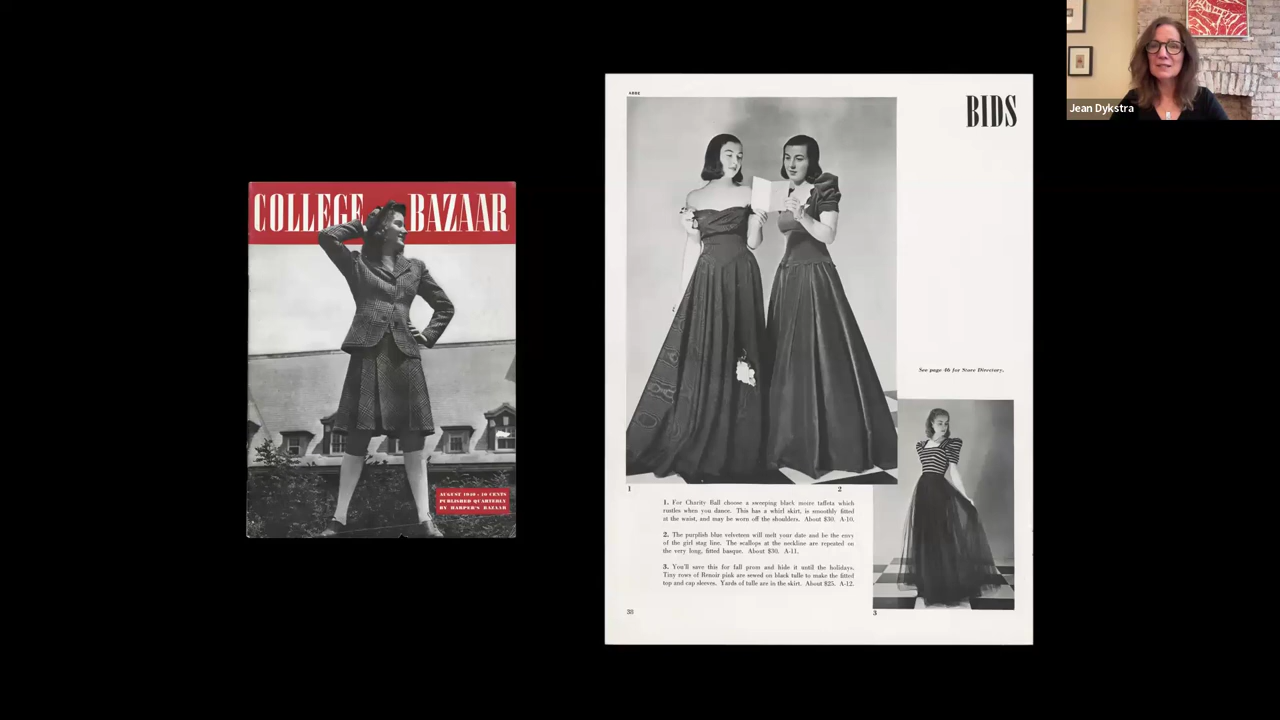 COLLEGE BAZAAR
AUGUST 1940 · 10 CENTS
PUBLISHED QUARTERLY
BY HARPER'S BAZAAR
BIDS
See page 46 for Store Directory.
1
2
1. For Charity Ball choose a sweeping black moire taffeta which
rustles when you dance. This has a whirl skirt, is smoothly fitted
at the waist, and may be worn off the shoulders. About $30. A-10.
2. The purplish blue velveteen will melt your date and be the envy
of the girl stag line. The scallops at the neckline are repeated on
the very long, fitted basque. About $30. A-11.
3. You'll save this for fall prom and hide it until the holidays.
Tiny rows of Renoir pink are sewed on black tulle to make the fitted
top and cap sleeves. Yards of tulle are in the skirt. About $25. A-12.
38
3
Jean Dykstra